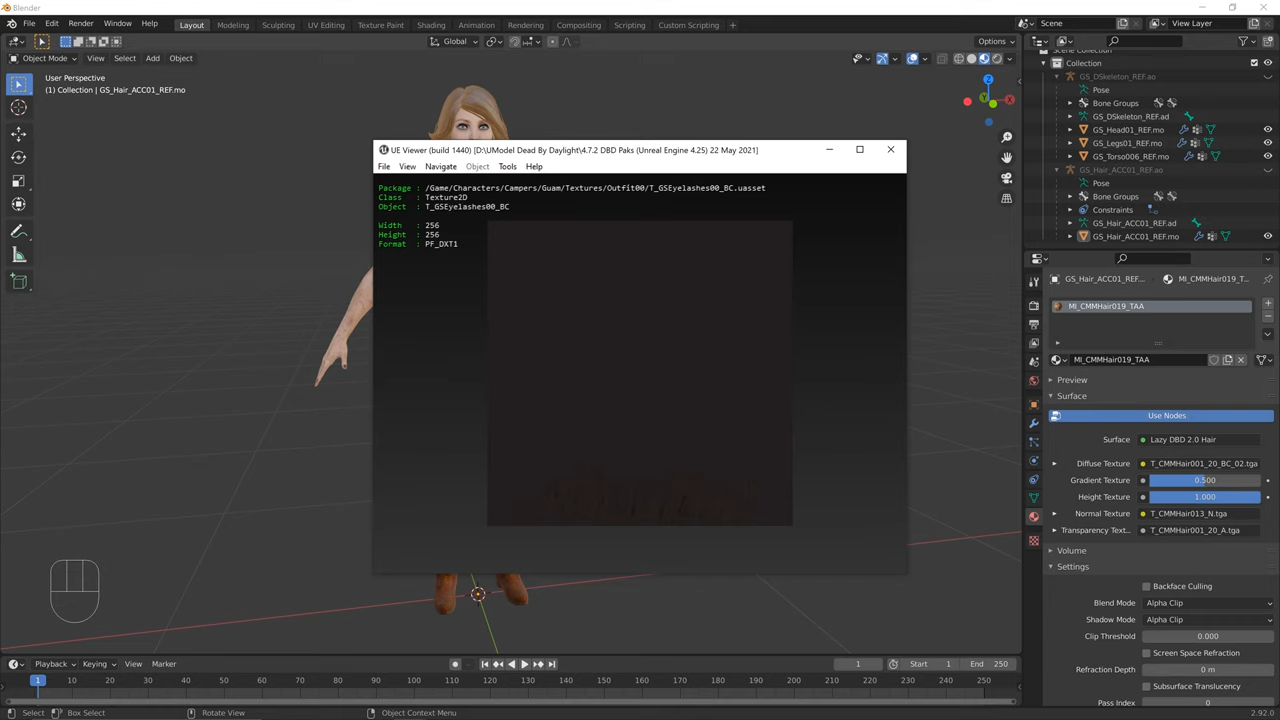 Blender
File Edit Render Window Help Layout Modeling Sculpting UV Editing Texture Paint Shading Animation Rendering Compositing Scripting Custom Scripting + Scene View Layer
Global Options
Object Mode View Select Add Object
User Perspective
(1) Collection | GS_Hair_ACC01_REF.mo
Z
Y
X
UE Viewer (build 1440) [D:\UModel Dead By Daylight\4.7.2 DBD Paks (Unreal Engine 4.25) 22 May 2021]
File View Navigate Object Tools Help
Package : /Game/Characters/Campers/Guam/Textures/Outfit00/T_GSEyelashes00_BC.uasset
Class : Texture2D
Object : T_GSEyelashes00_BC
Width : 256
Height : 256
Format : PF_DXT1
Scene Collection
Collection
GS_DSkeleton_REF.ao
Pose
Bone Groups
GS_DSkeleton_REF.ad
GS_Head01_REF.mo
GS_Legs01_REF.mo
GS_Torso006_REF.mo
GS_Hair_ACC01_REF.ao
Pose
Bone Groups
Constraints
GS_Hair_ACC01_REF.ad
GS_Hair_ACC01_REF.mo
GS_Hair_ACC01_REF.... MI_CMMHair019_T...
MI_CMMHair019_TAA
MI_CMMHair019_TAA
Preview
Surface
Use Nodes
Surface Lazy DBD 2.0 Hair
Diffuse Texture T_CMMHair001_20_BC_02.tga
Gradient Texture 0.500
Height Texture 1.000
Normal Texture T_CMMHair013_N.tga
Transparency Text... T_CMMHair001_20_A.tga
Volume
Settings
Backface Culling
Blend Mode Alpha Clip
Shadow Mode Alpha Clip
Clip Threshold 0.000
Screen Space Refraction
Refraction Depth 0 m
Subsurface Translucency
Pass Index 0
Playback Keying View Marker 1 Start 1 End 250
1 10 20 30 40 50 60 70 80 90 100 110 120 130 140 150 160 170 180 190 200 210 220 230 240 250
Select Box Select Rotate View Object Context Menu 2.92.0